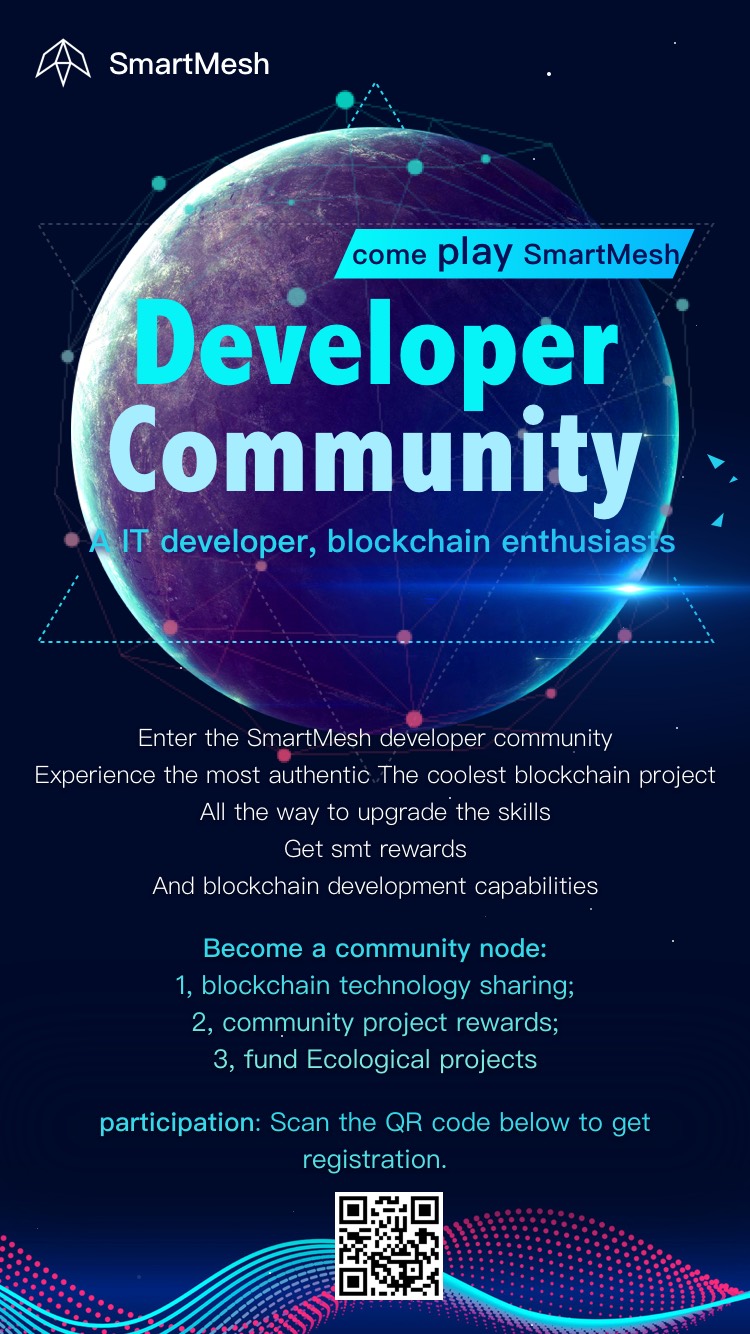 SmartMesh
come play SmartMesh
Developer
Community
A IT developer, blockchain enthusiasts
Enter the SmartMesh developer community
Experience the most authentic The coolest blockchain project
All the way to upgrade the skills
Get smt rewards
And blockchain development capabilities
Become a community node:
1, blockchain technology sharing;
2, community project rewards;
3, fund Ecological projects
participation: Scan the QR code below to get
registration.